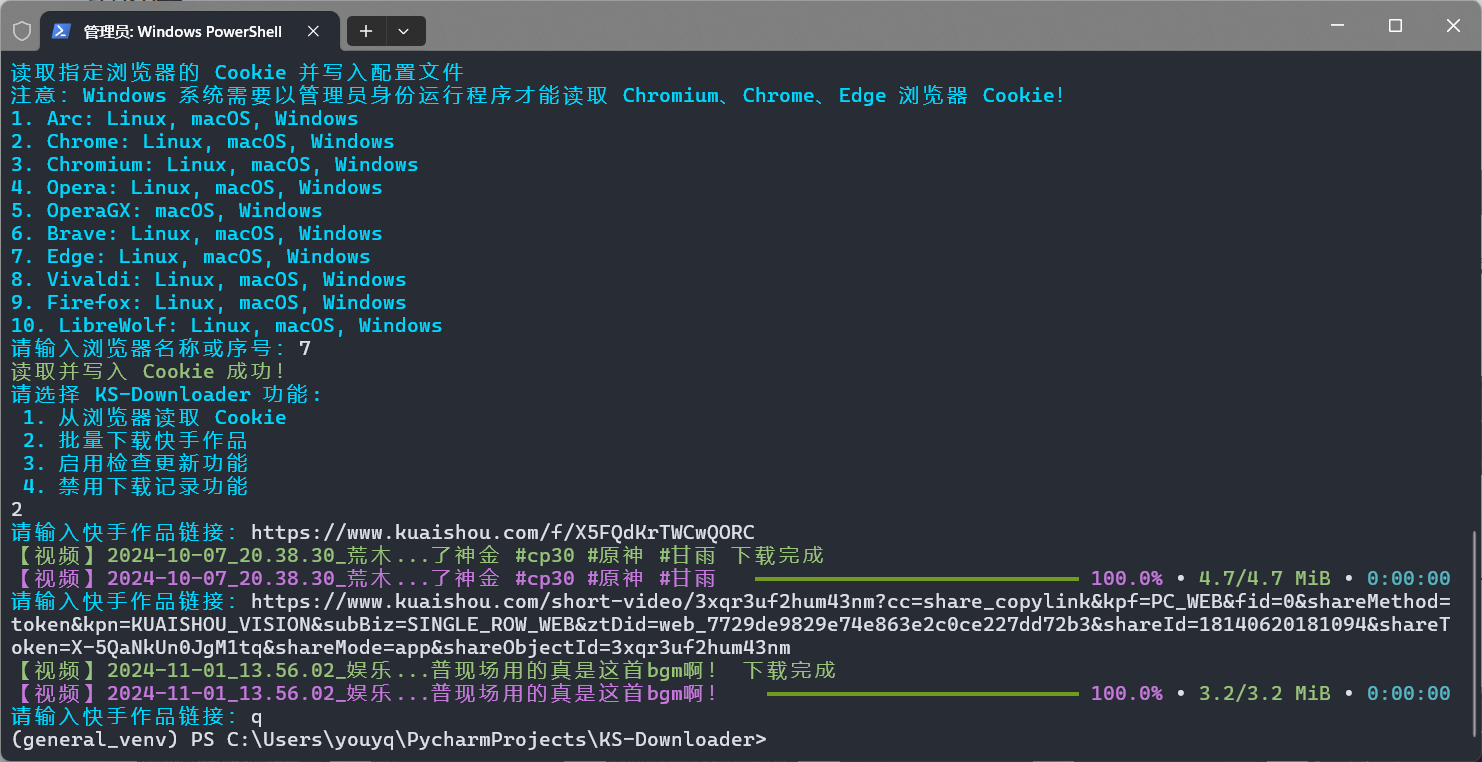 管理员: Windows PowerShell
读取指定浏览器的 Cookie 并写入配置文件
注意: Windows 系统需要以管理员身份运行程序才能读取 Chromium、Chrome、Edge 浏览器 Cookie!
1. Arc: Linux, macOS, Windows
2. Chrome: Linux, macOS, Windows
3. Chromium: Linux, macOS, Windows
4. Opera: Linux, macOS, Windows
5. OperaGX: macOS, Windows
6. Brave: Linux, macOS, Windows
7. Edge: Linux, macOS, Windows
8. Vivaldi: Linux, macOS, Windows
9. Firefox: Linux, macOS, Windows
10. LibreWolf: Linux, macOS, Windows
请输入浏览器名称或序号: 7
读取并写入 Cookie 成功!
请选择 KS-Downloader 功能:
1. 从浏览器读取 Cookie
2. 批量下载快手作品
3. 启用检查更新功能
4. 禁用下载记录功能
2
请输入快手作品链接: https://www.kuaishou.com/f/X5FQdKrTWCwQORC
【视频】2024-10-07_20.38.30_荒木...了神金 #cp30 #原神 #甘雨 下载完成
【视频】2024-10-07_20.38.30_荒木...了神金 #cp30 #原神 #甘雨 100.0% • 4.7/4.7 MiB • 0:00:00
请输入快手作品链接: https://www.kuaishou.com/short-video/3xqr3uf2hum43nm?cc=share_copylink&kpf=PC_WEB&fid=0&shareMethod=
token&kpn=KUAISHOU_VISION&subBiz=SINGLE_ROW_WEB&ztDid=web_7729de9829e74e863e2c0ce227dd72b3&shareId=18140620181094&shareT
oken=X-5QaNkUn0JgM1tq&shareMode=app&shareObjectId=3xqr3uf2hum43nm
【视频】2024-11-01_13.56.02_娱乐...普现场用的真是这首bgm啊! 下载完成
【视频】2024-11-01_13.56.02_娱乐...普现场用的真是这首bgm啊! 100.0% • 3.2/3.2 MiB • 0:00:00
请输入快手作品链接: q
(general_venv) PS C:\Users\youyq\PycharmProjects\KS-Downloader>